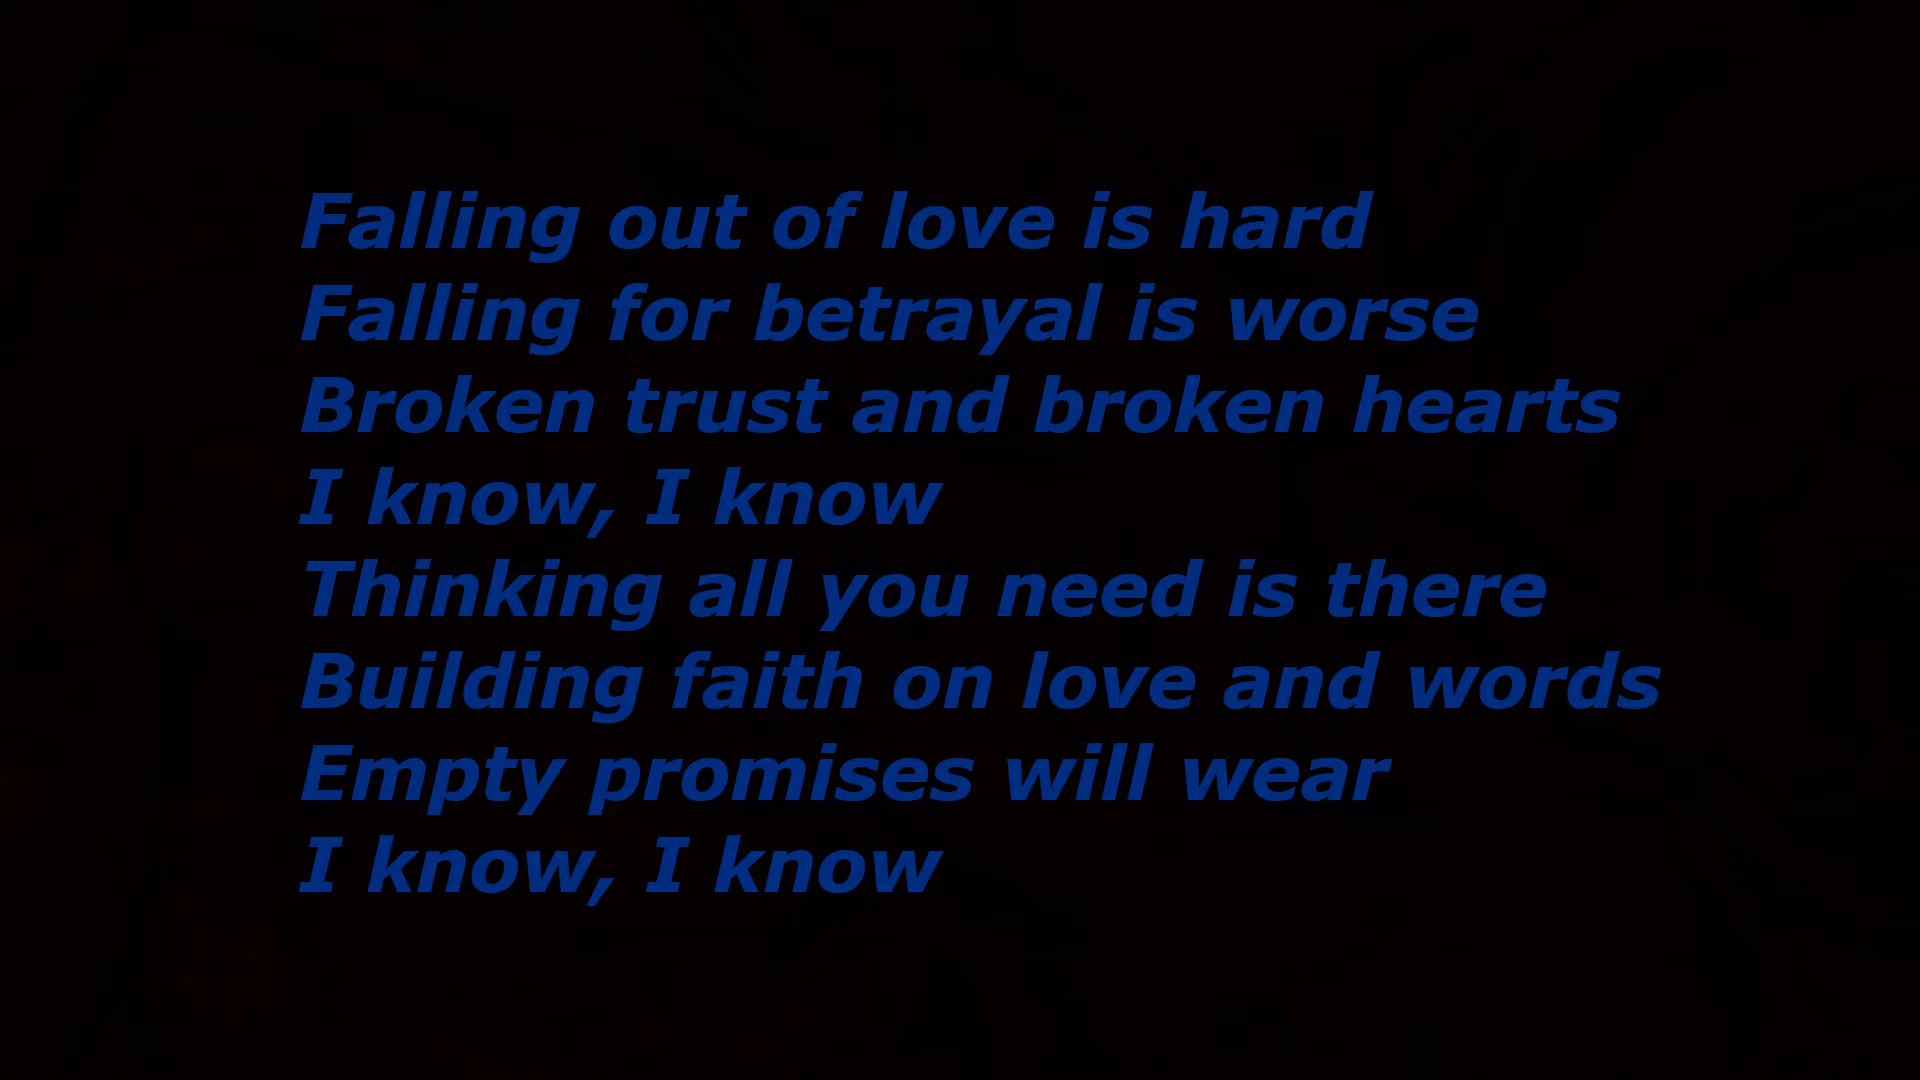 Falling out of love is hard
Falling for betrayal is worse
Broken trust and broken hearts
I know, I know
Thinking all you need is there
Building faith on love and words
Empty promises will wear
I know, I know